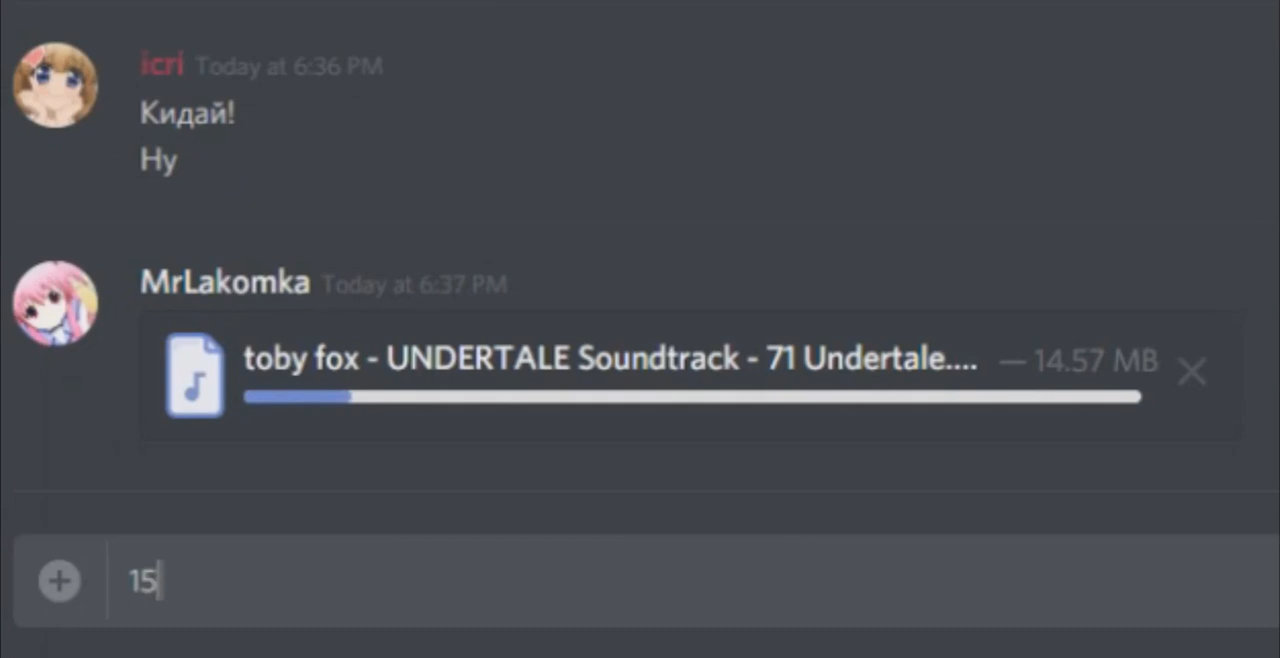 icri Today at 6:36 PM
Кидай!
Ну
MrLakomka Today at 6:37 PM
toby fox - UNDERTALE Soundtrack - 71 Undertale.... — 14.57 MB
15